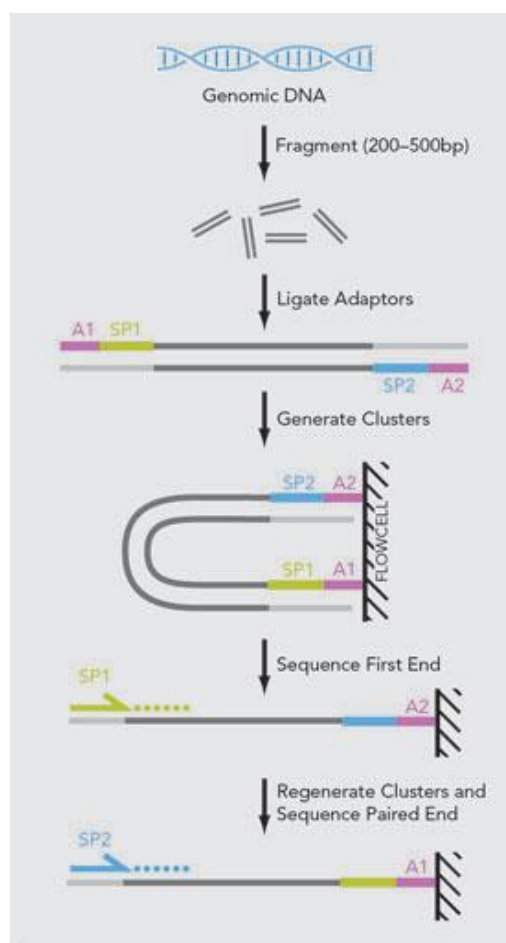 Genomic DNA
Fragment (200–500bp)
Ligate Adaptors
A1 SP1
SP2 A2
Generate Clusters
SP2 A2
FLOWCELL
SP1 A1
Sequence First End
SP1
A2
Regenerate Clusters and
Sequence Paired End
SP2
A1